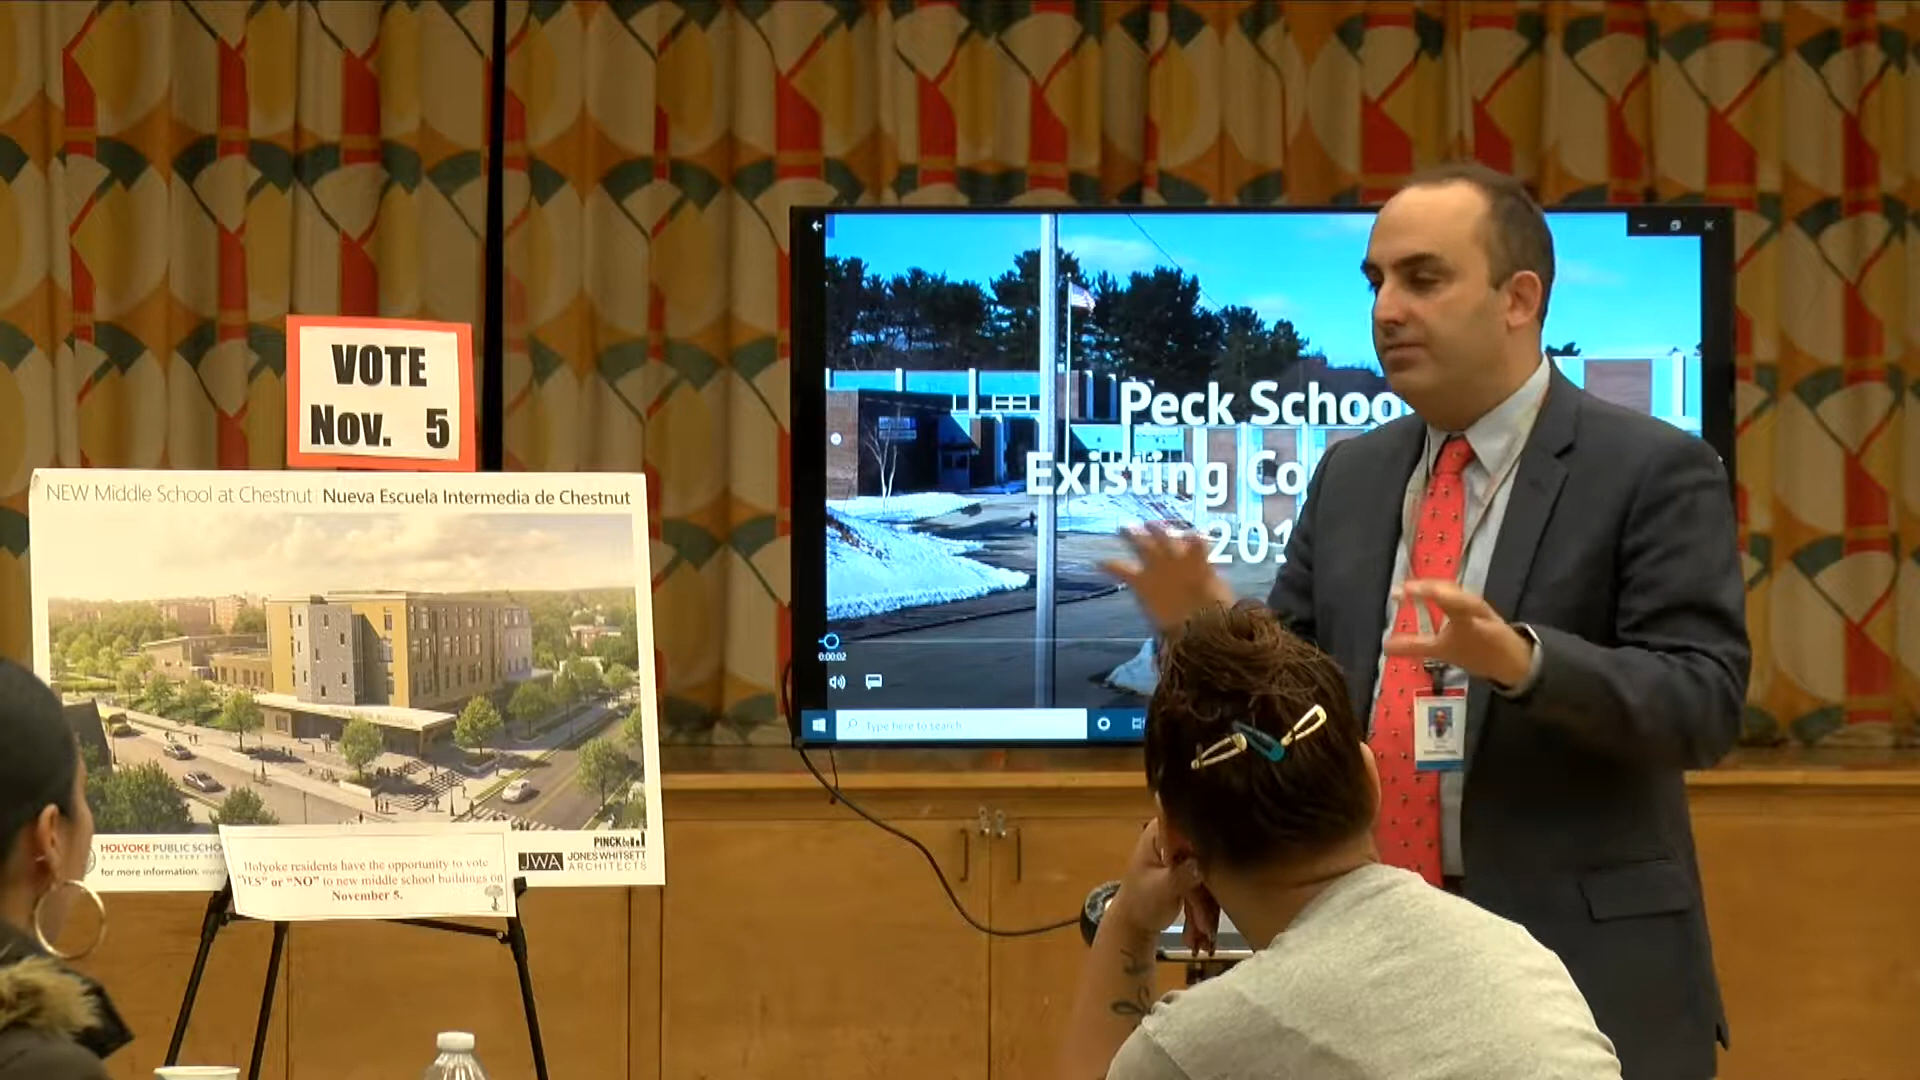 VOTE
Nov. 5
NEW Middle School at Chestnut | Nueva Escuela Intermedia de Chestnut
HOLYOKE PUBLIC SCHO
for more information:
Holyoke residents have the opportunity to vote
"YES" or "NO" to new middle school buildings on
November 5.
PINCK
JWA JONES WHITSETT
ARCHITECTS
Peck Schoo
Existing Co
201
0:00:02
Type here to search